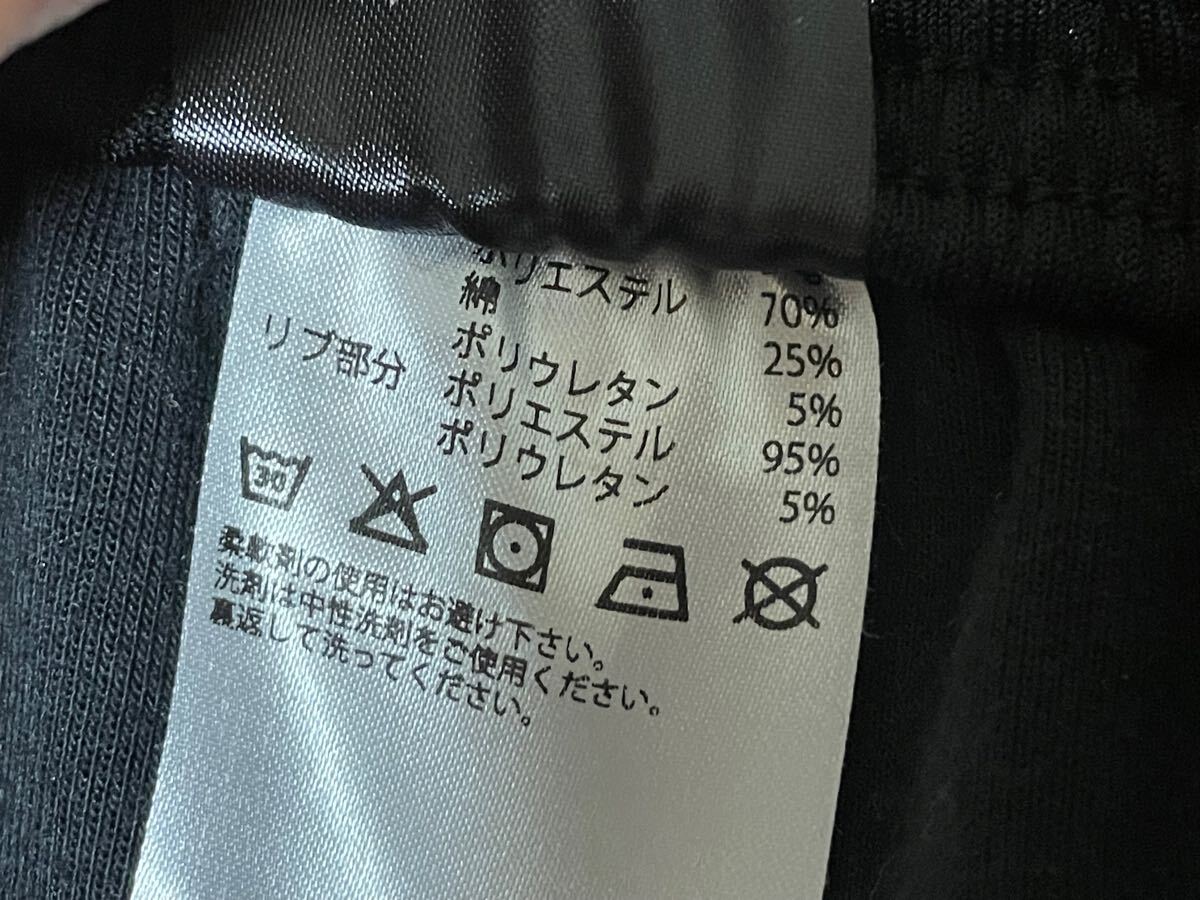 ポリエステル 70%
綿 25%
ポリウレタン 5%
リブ部分 ポリエステル 95%
ポリウレタン 5%
30
柔軟剤の使用はお避け下さい。
洗剤は中性洗剤をご使用ください。
裏返して洗ってください。